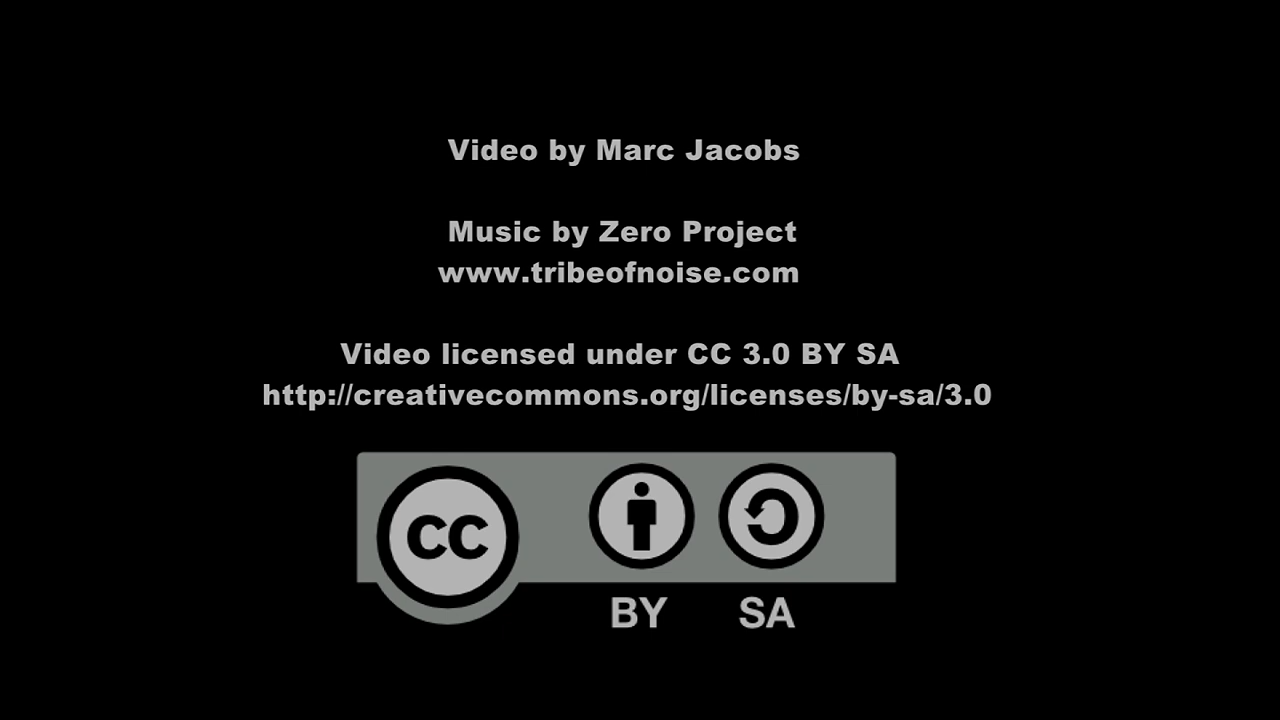 Video by Marc Jacobs
Music by Zero Project
www.tribeofnoise.com
Video licensed under CC 3.0 BY SA
http://creativecommons.org/licenses/by-sa/3.0
CC
BY SA